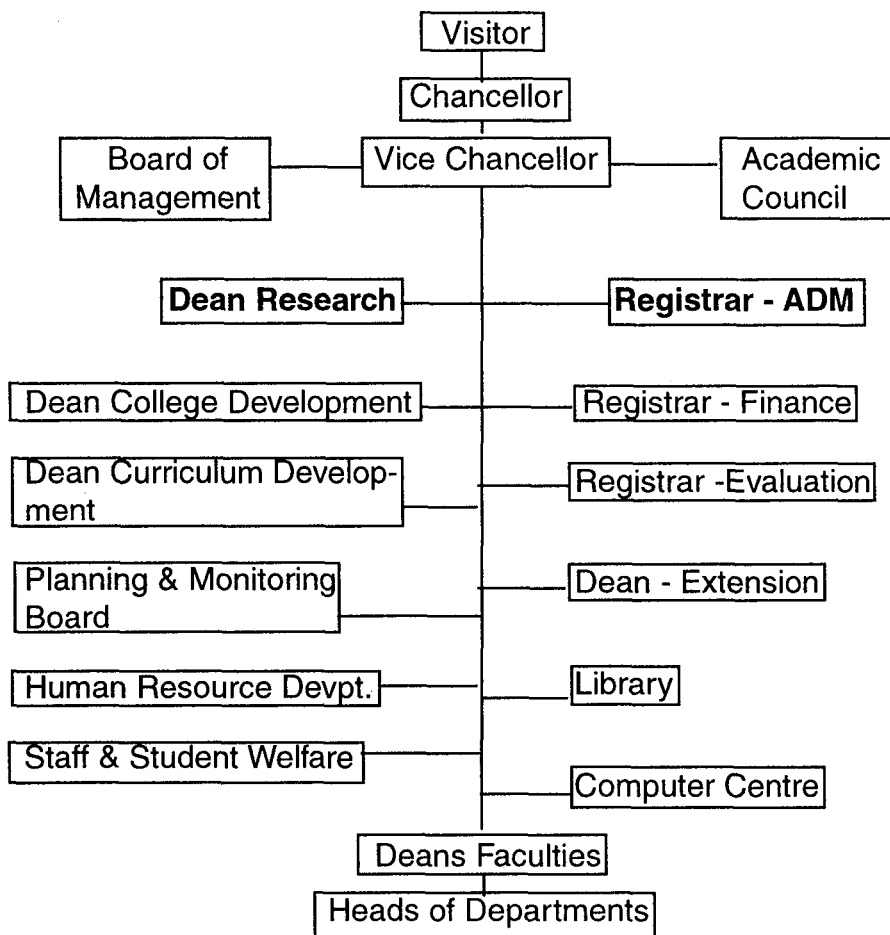 Visitor
Chancellor
Board of
Management
Vice Chancellor
Academic
Council
Dean Research
Registrar - ADM
Dean College Development
Registrar - Finance
Dean Curriculum Develop-
ment
Registrar -Evaluation
Planning & Monitoring
Board
Dean - Extension
Human Resource Devpt.
Library
Staff & Student Welfare
Computer Centre
Deans Faculties
Heads of Departments